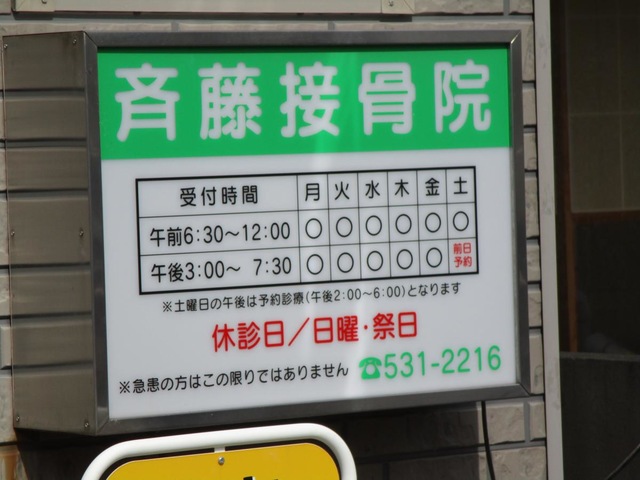 斉藤接骨院
受付時間 月 火 水 木 金 土
午前6:30～12:00 ○ ○ ○ ○ ○ ○
午後3:00～ 7:30 ○ ○ ○ ○ ○ 前日予約
※土曜日の午後は予約診療(午後2:00～6:00)となります
休診日／日曜・祭日
※急患の方はこの限りではありません ☎531-2216